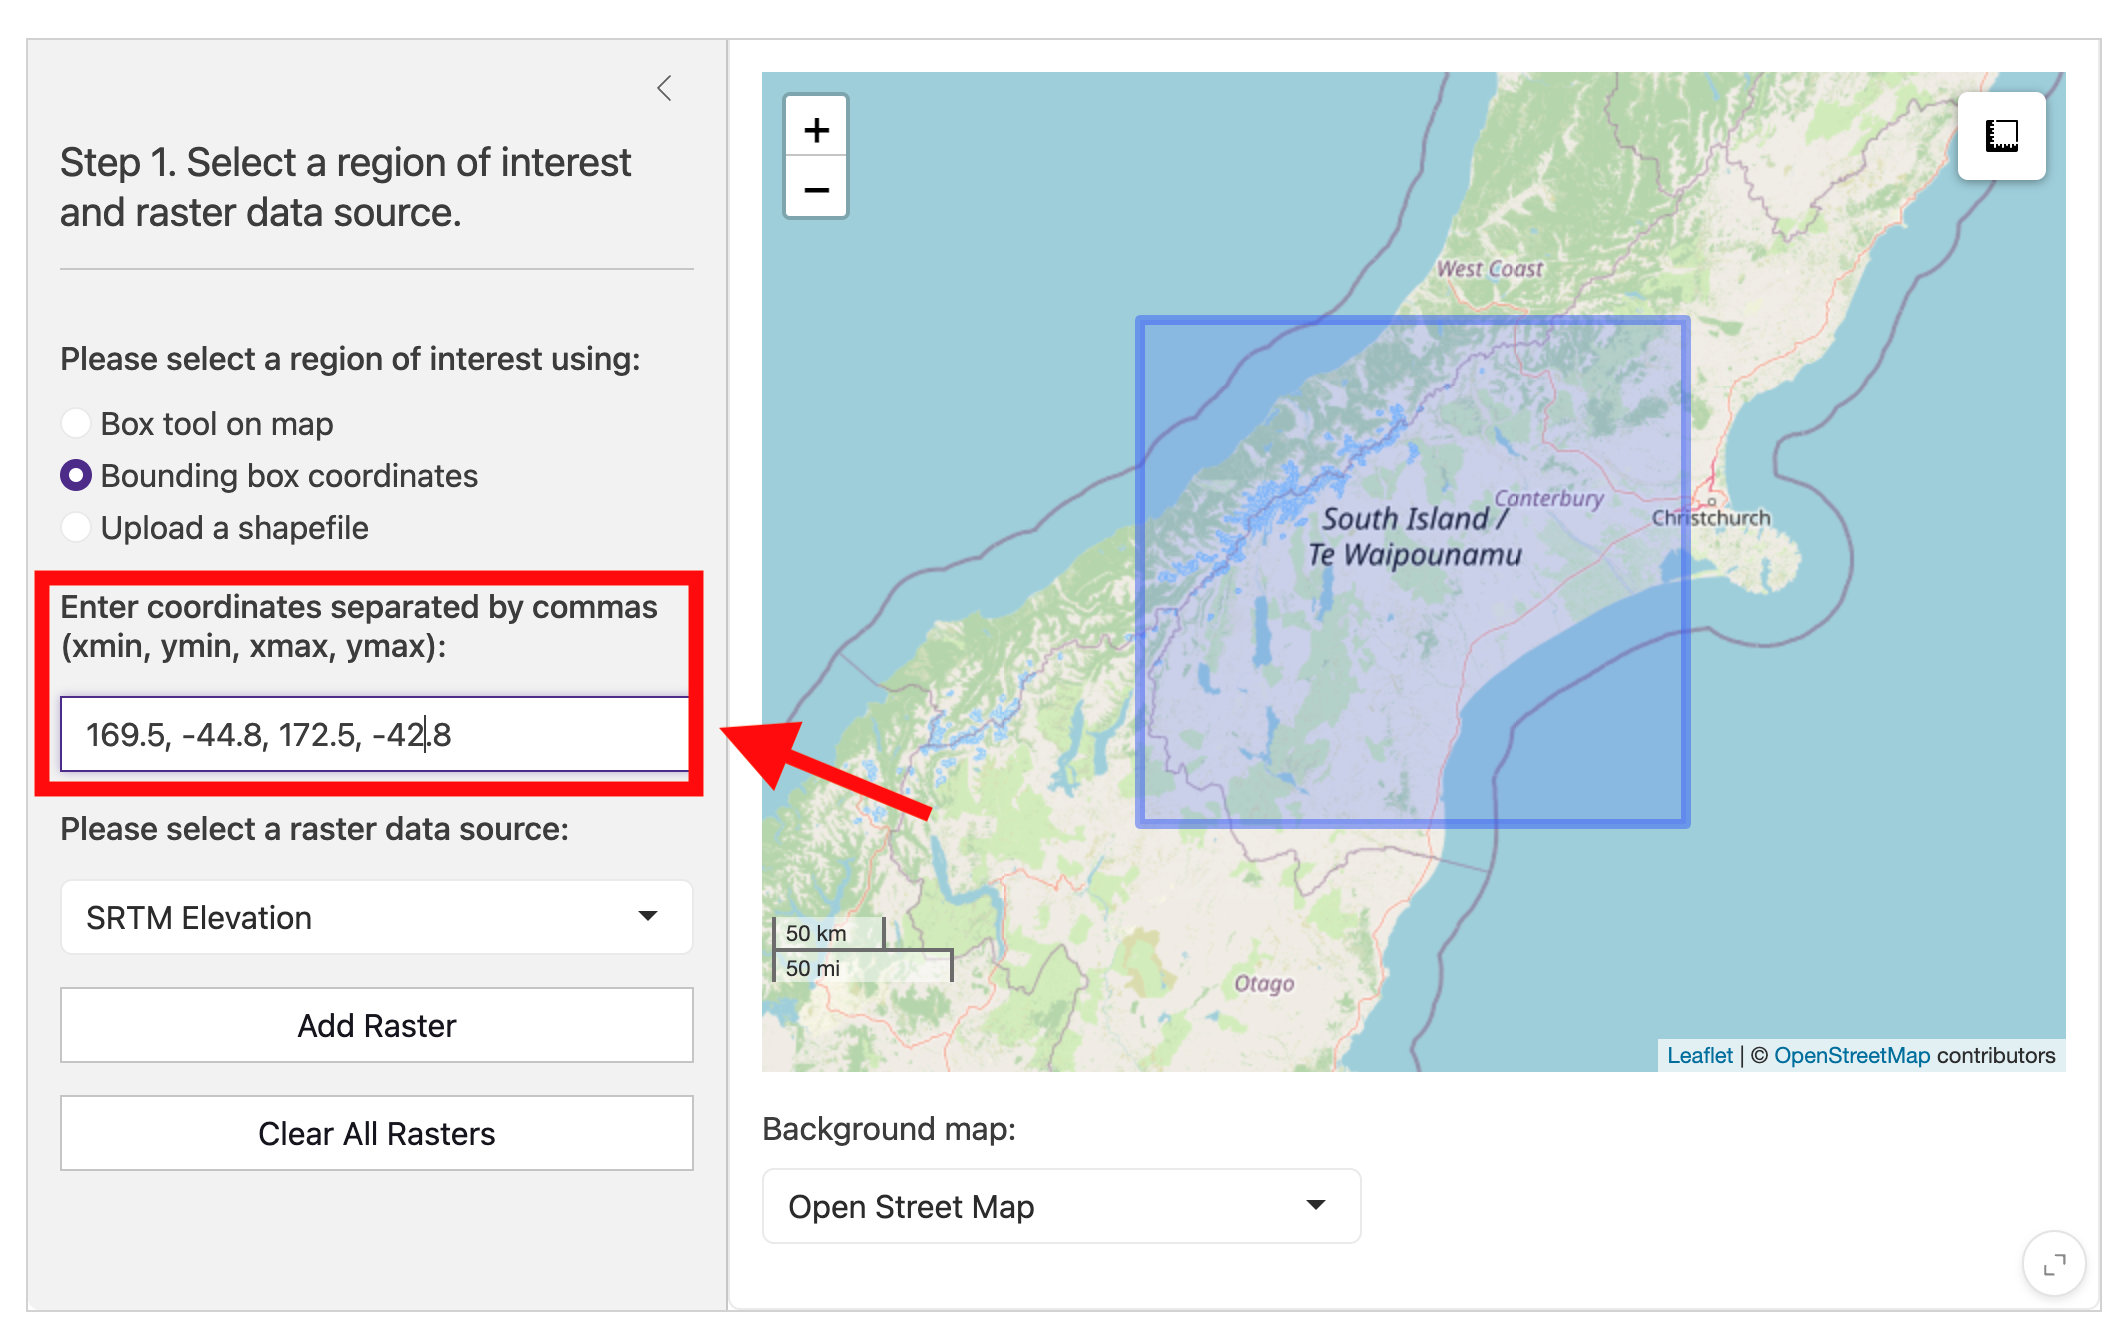 Step 1. Select a region of interest
and raster data source.
Please select a region of interest using:
Box tool on map
Bounding box coordinates
Upload a shapefile
Enter coordinates separated by commas
(xmin, ymin, xmax, ymax):
169.5, -44.8, 172.5, -42.8
Please select a raster data source:
SRTM Elevation
Add Raster
Clear All Rasters
+
−
West Coast
Canterbury
South Island /
Te Waipounamu
Christchurch
50 km
50 mi
Otago
Leaflet | © OpenStreetMap contributors
Background map:
Open Street Map